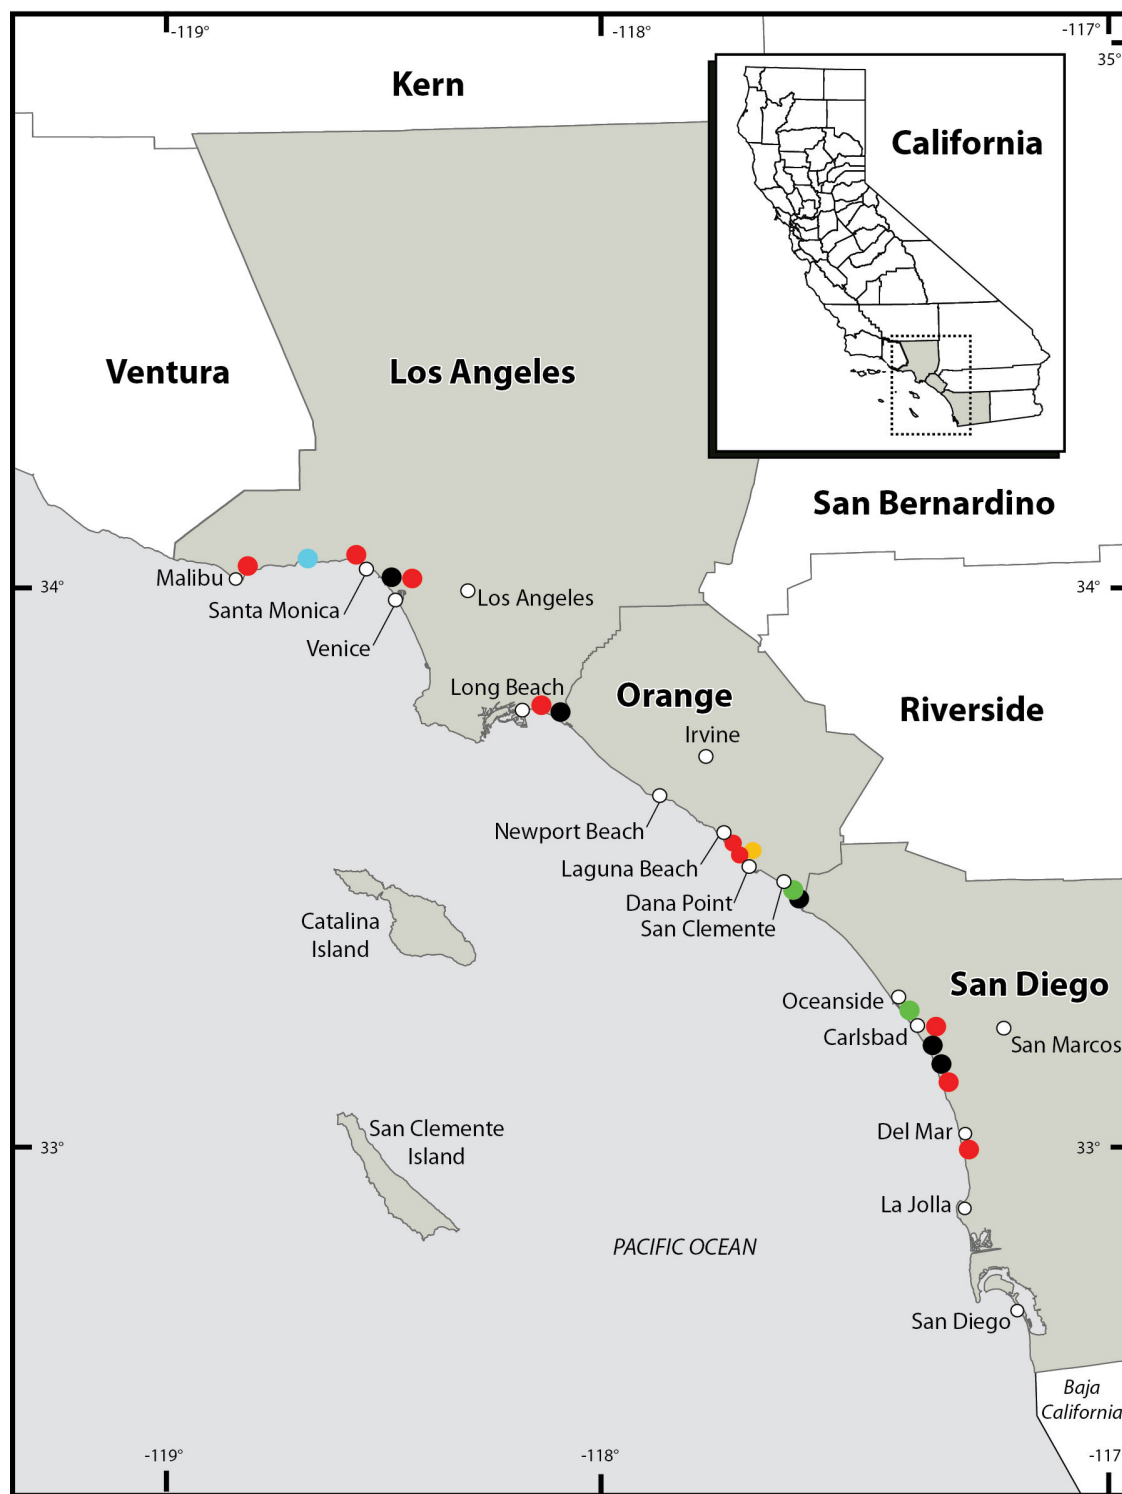 -119°
-118°
-117°
35°
Kern
California
Ventura
Los Angeles
San Bernardino
Malibu
34°
34°
Santa Monica
Los Angeles
Venice
Long Beach
Orange
Riverside
Irvine
Newport Beach
Laguna Beach
Dana Point
San Clemente
Catalina
Island
San Diego
Oceanside
Carlsbad
San Marcos
San Clemente
Island
Del Mar
33°
33°
La Jolla
PACIFIC OCEAN
San Diego
Baja
California
-119°
-118°
-117